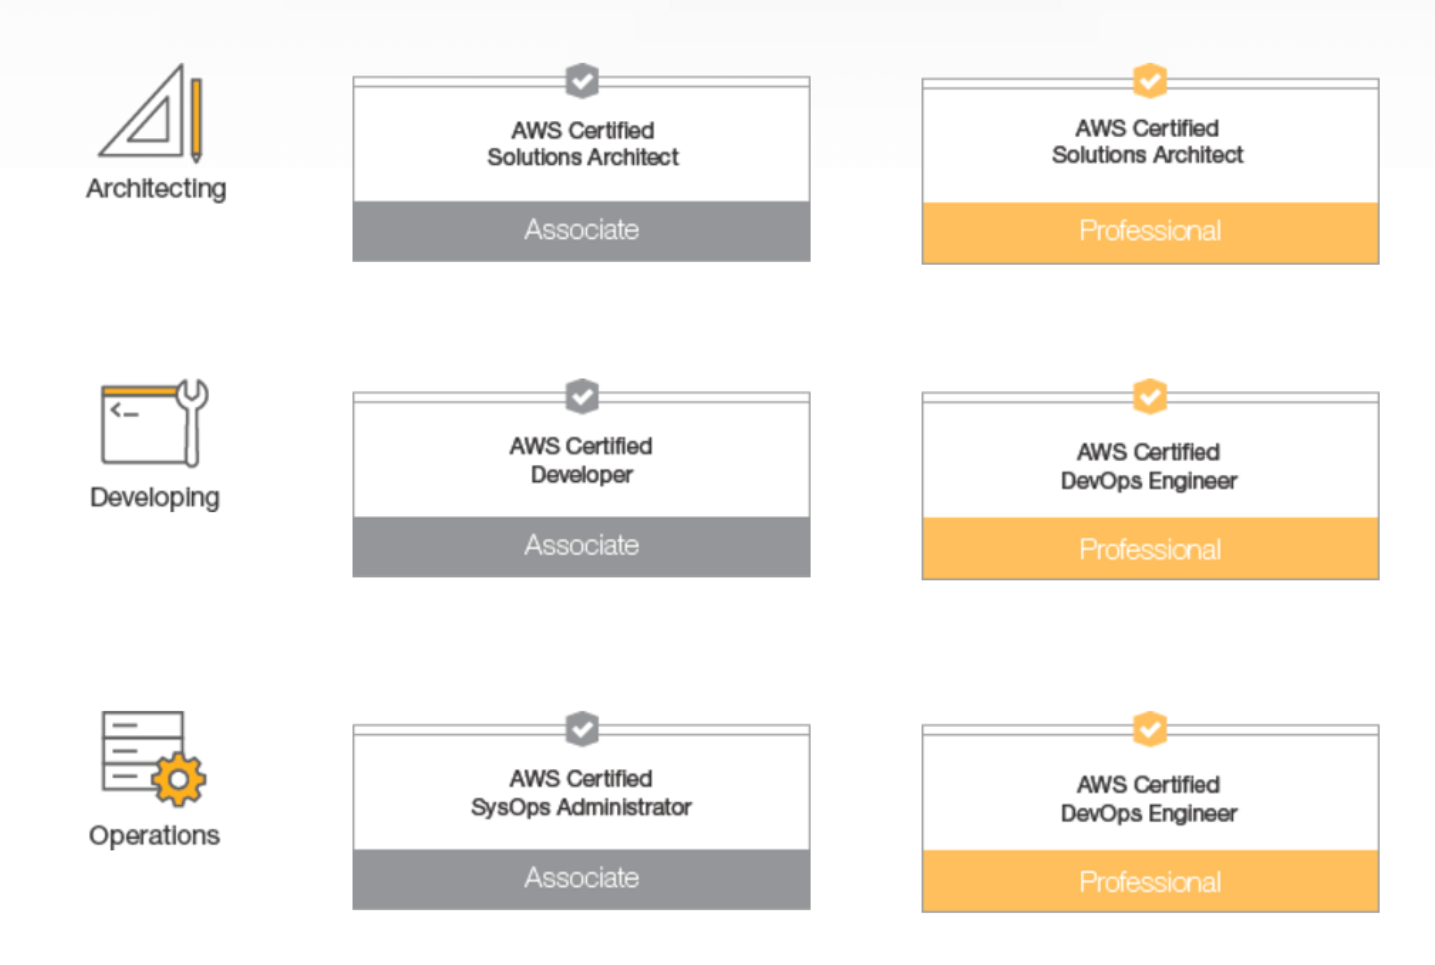 Architecting
AWS Certified
Solutions Architect
Associate
AWS Certified
Solutions Architect
Professional
<_
Developing
AWS Certified
Developer
Associate
AWS Certified
DevOps Engineer
Professional
Operations
AWS Certified
SysOps Administrator
Associate
AWS Certified
DevOps Engineer
Professional